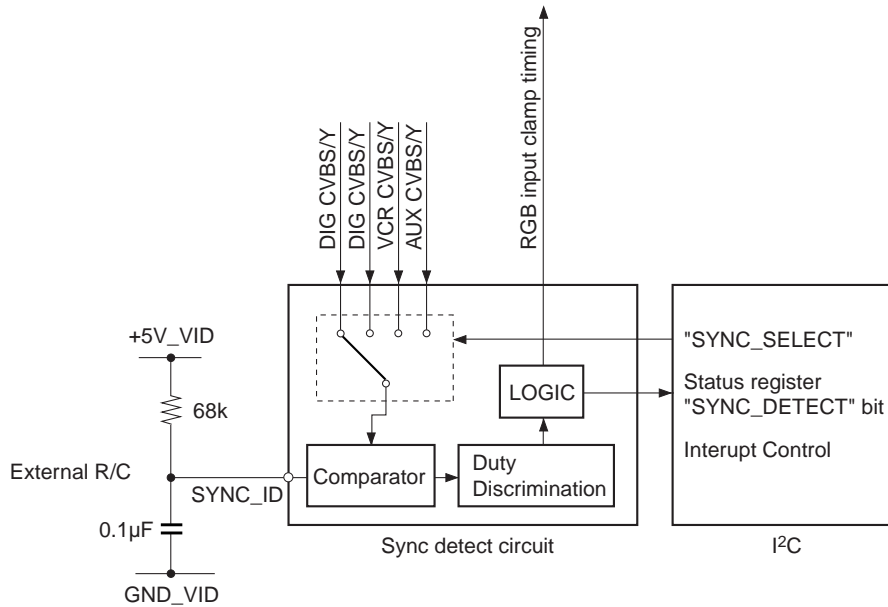 RGB input clamp timing
DIG CVBS/Y
DIG CVBS/Y
VCR CVBS/Y
AUX CVBS/Y
+5V_VID
68k
External R/C
SYNC_ID
0.1µF
GND_VID
Comparator
Duty
Discrimination
LOGIC
Sync detect circuit
"SYNC_SELECT"
Status register
"SYNC_DETECT" bit
Interupt Control
I²C